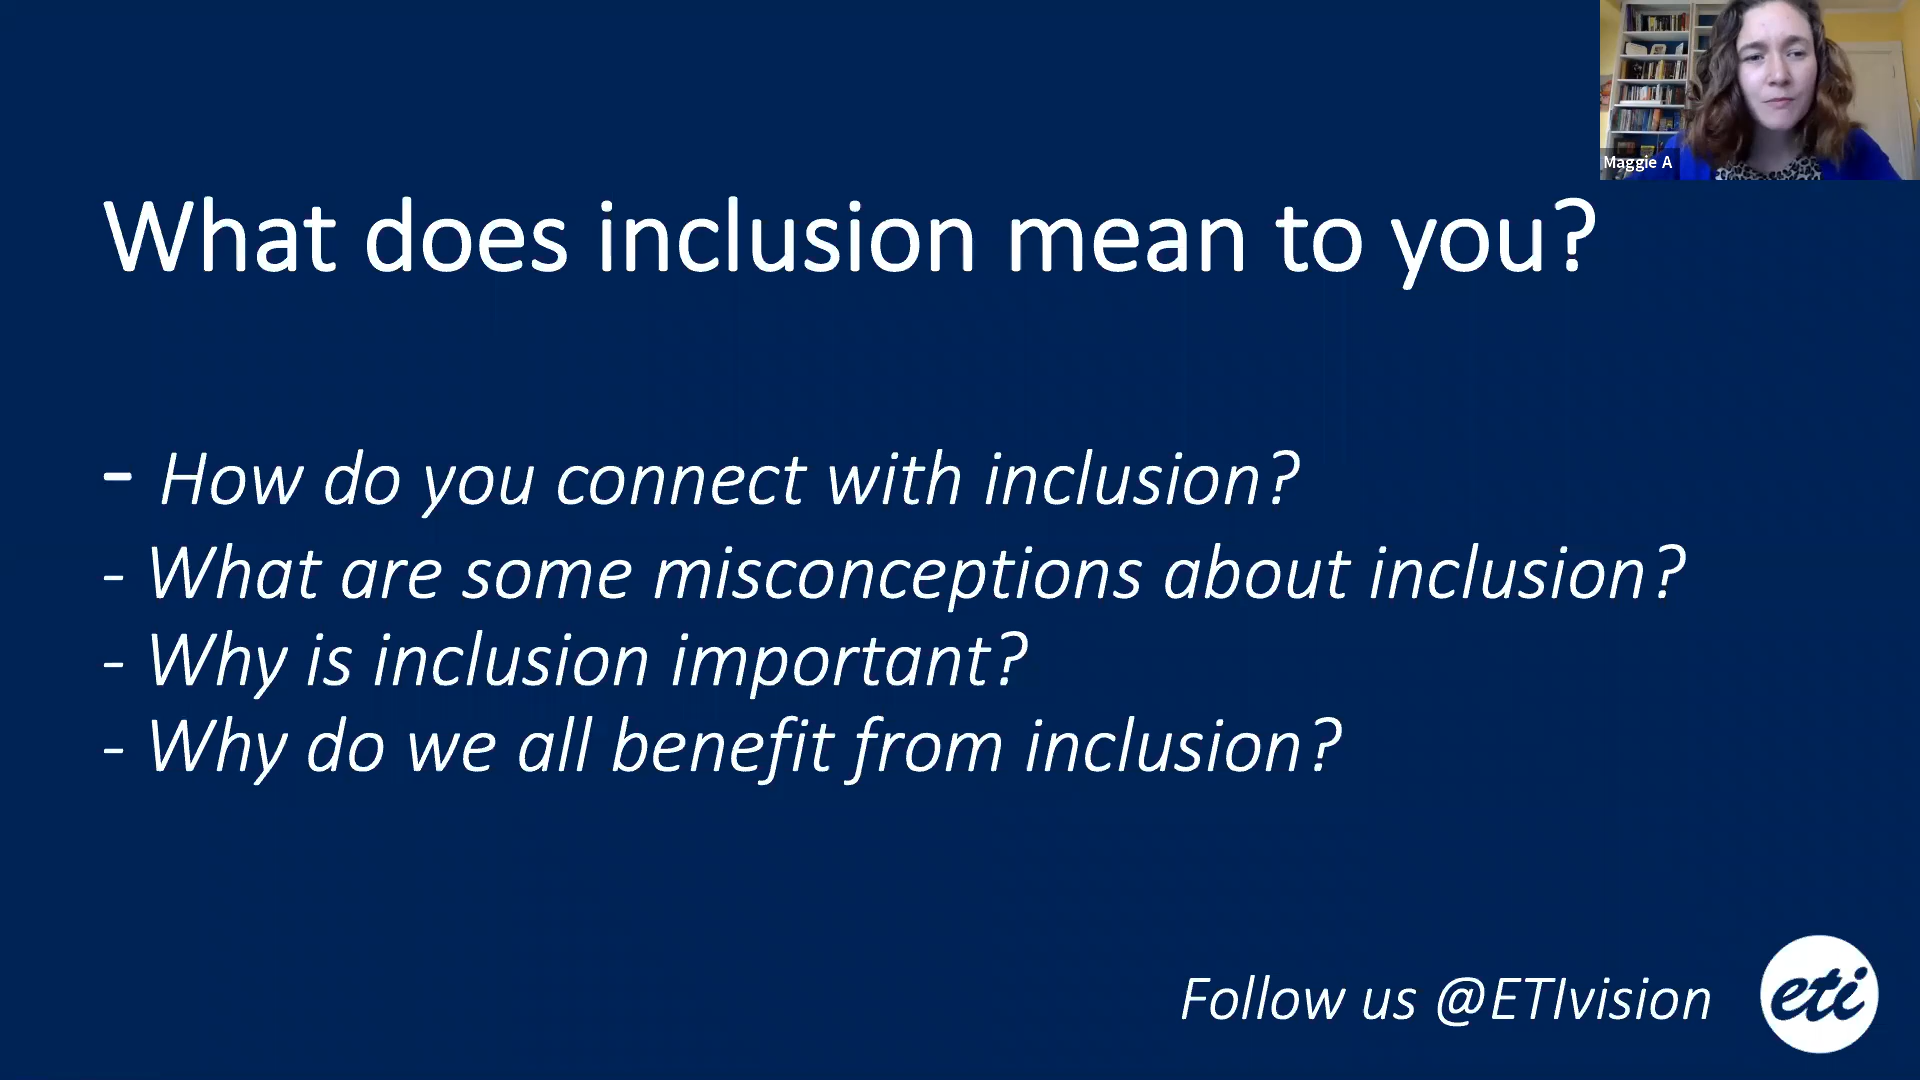 Maggie A
What does inclusion mean to you?
- How do you connect with inclusion?
- What are some misconceptions about inclusion?
- Why is inclusion important?
- Why do we all benefit from inclusion?
Follow us @ETIvision
eti